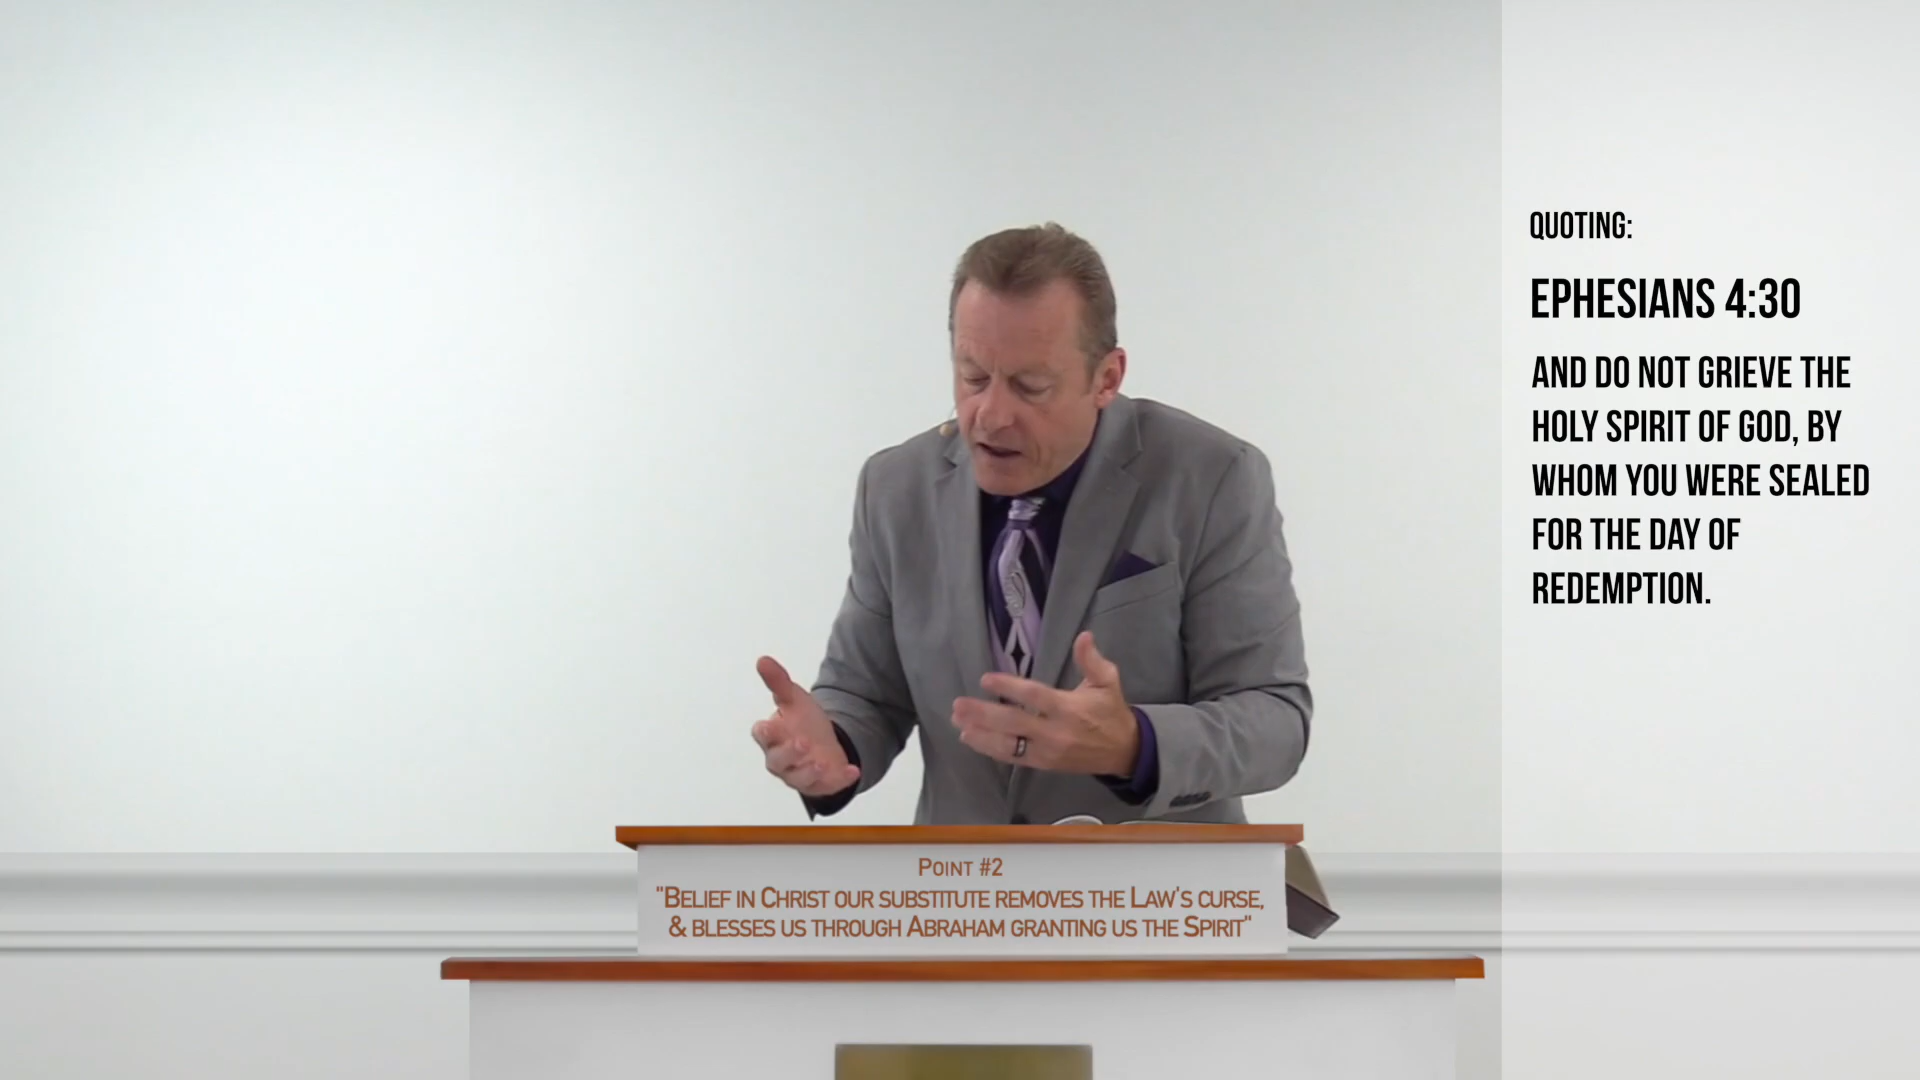 QUOTING:
EPHESIANS 4:30
AND DO NOT GRIEVE THE
HOLY SPIRIT OF GOD, BY
WHOM YOU WERE SEALED
FOR THE DAY OF
REDEMPTION.
POINT #2
"BELIEF IN CHRIST OUR SUBSTITUTE REMOVES THE LAW'S CURSE,
& BLESSES US THROUGH ABRAHAM GRANTING US THE SPIRIT"